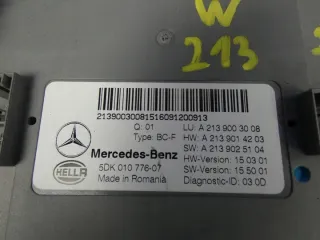 W
213
21390030081516091200913
Q: 01
LU: A 213 900 30 08
Type: BC-F
HW: A 213 901 42 03
SW: A 213 902 51 04
Mercedes-Benz
HW-Version: 15 03 01
HELLA
5DK 010 776-07
SW-Version: 15 50 01
Made in Romania
Diagnostic-ID: 03 0D